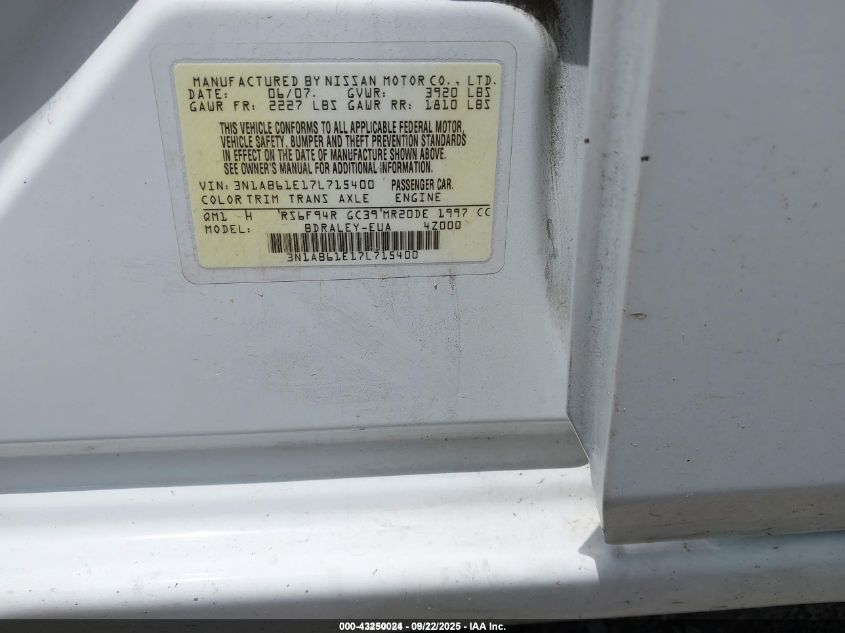 MANUFACTURED BY NISSAN MOTOR CO., LTD.
DATE: 06/07. GVWR: 3920 LBS
GAWR FR: 2227 LBS GAWR RR: 1810 LBS
THIS VEHICLE CONFORMS TO ALL APPLICABLE FEDERAL MOTOR
VEHICLE SAFETY, BUMPER AND THEFT PREVENTION STANDARDS
IN EFFECT ON THE DATE OF MANUFACTURE SHOWN ABOVE.
SEE OWNER'S MANUAL FOR ADDITIONAL INFORMATION.
VIN: 3N1AB61E17L715400 PASSENGER CAR.
COLOR TRIM TRANS AXLE ENGINE
QM1 H 'RS6F94R GC39'MR20DE 1997 CC
MODEL: BDRALEY-EUA 4Z000
3N1AB61E17L715400
000-43250024 - 09/22/2025 - IAA Inc.